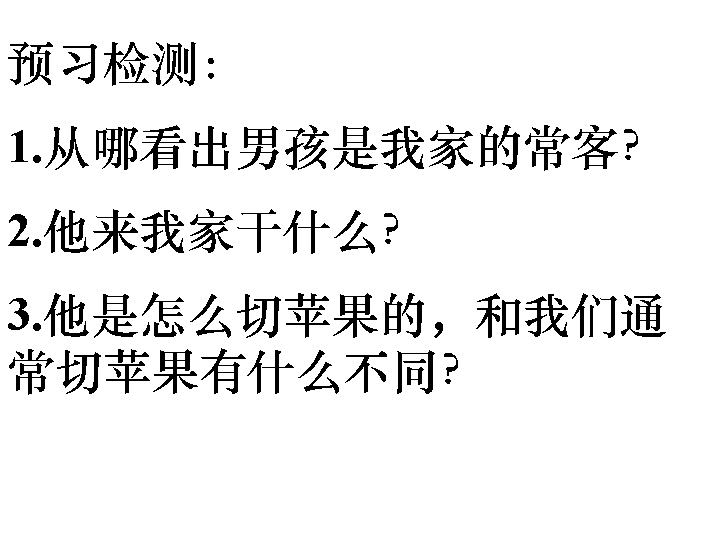 预习检测:
1.从哪看出男孩是我家的常客?
2.他来我家干什么?
3.他是怎么切苹果的，和我们通
常切苹果有什么不同?